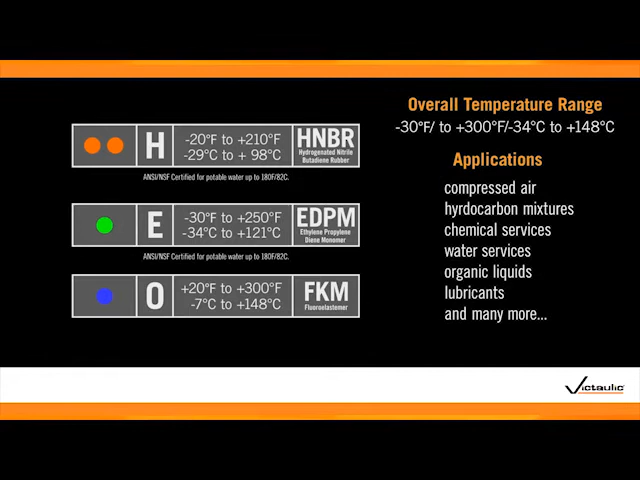 Overall Temperature Range
-30°F/ to +300°F/-34°C to +148°C
H
-20°F to +210°F
-29°C to + 98°C
HNBR
Hydrogenated Nitrile
Butadiene Rubber
ANSI/NSF Certified for potable water up to 180F/82C.
E
-30°F to +250°F
-34°C to +121°C
EDPM
Ethylene Propylene
Diene Monomer
ANSI/NSF Certified for potable water up to 180F/82C.
O
+20°F to +300°F
-7°C to +148°C
FKM
Fluoroelastemer
Applications
compressed air
hyrdocarbon mixtures
chemical services
water services
organic liquids
lubricants
and many more...
Victaulic